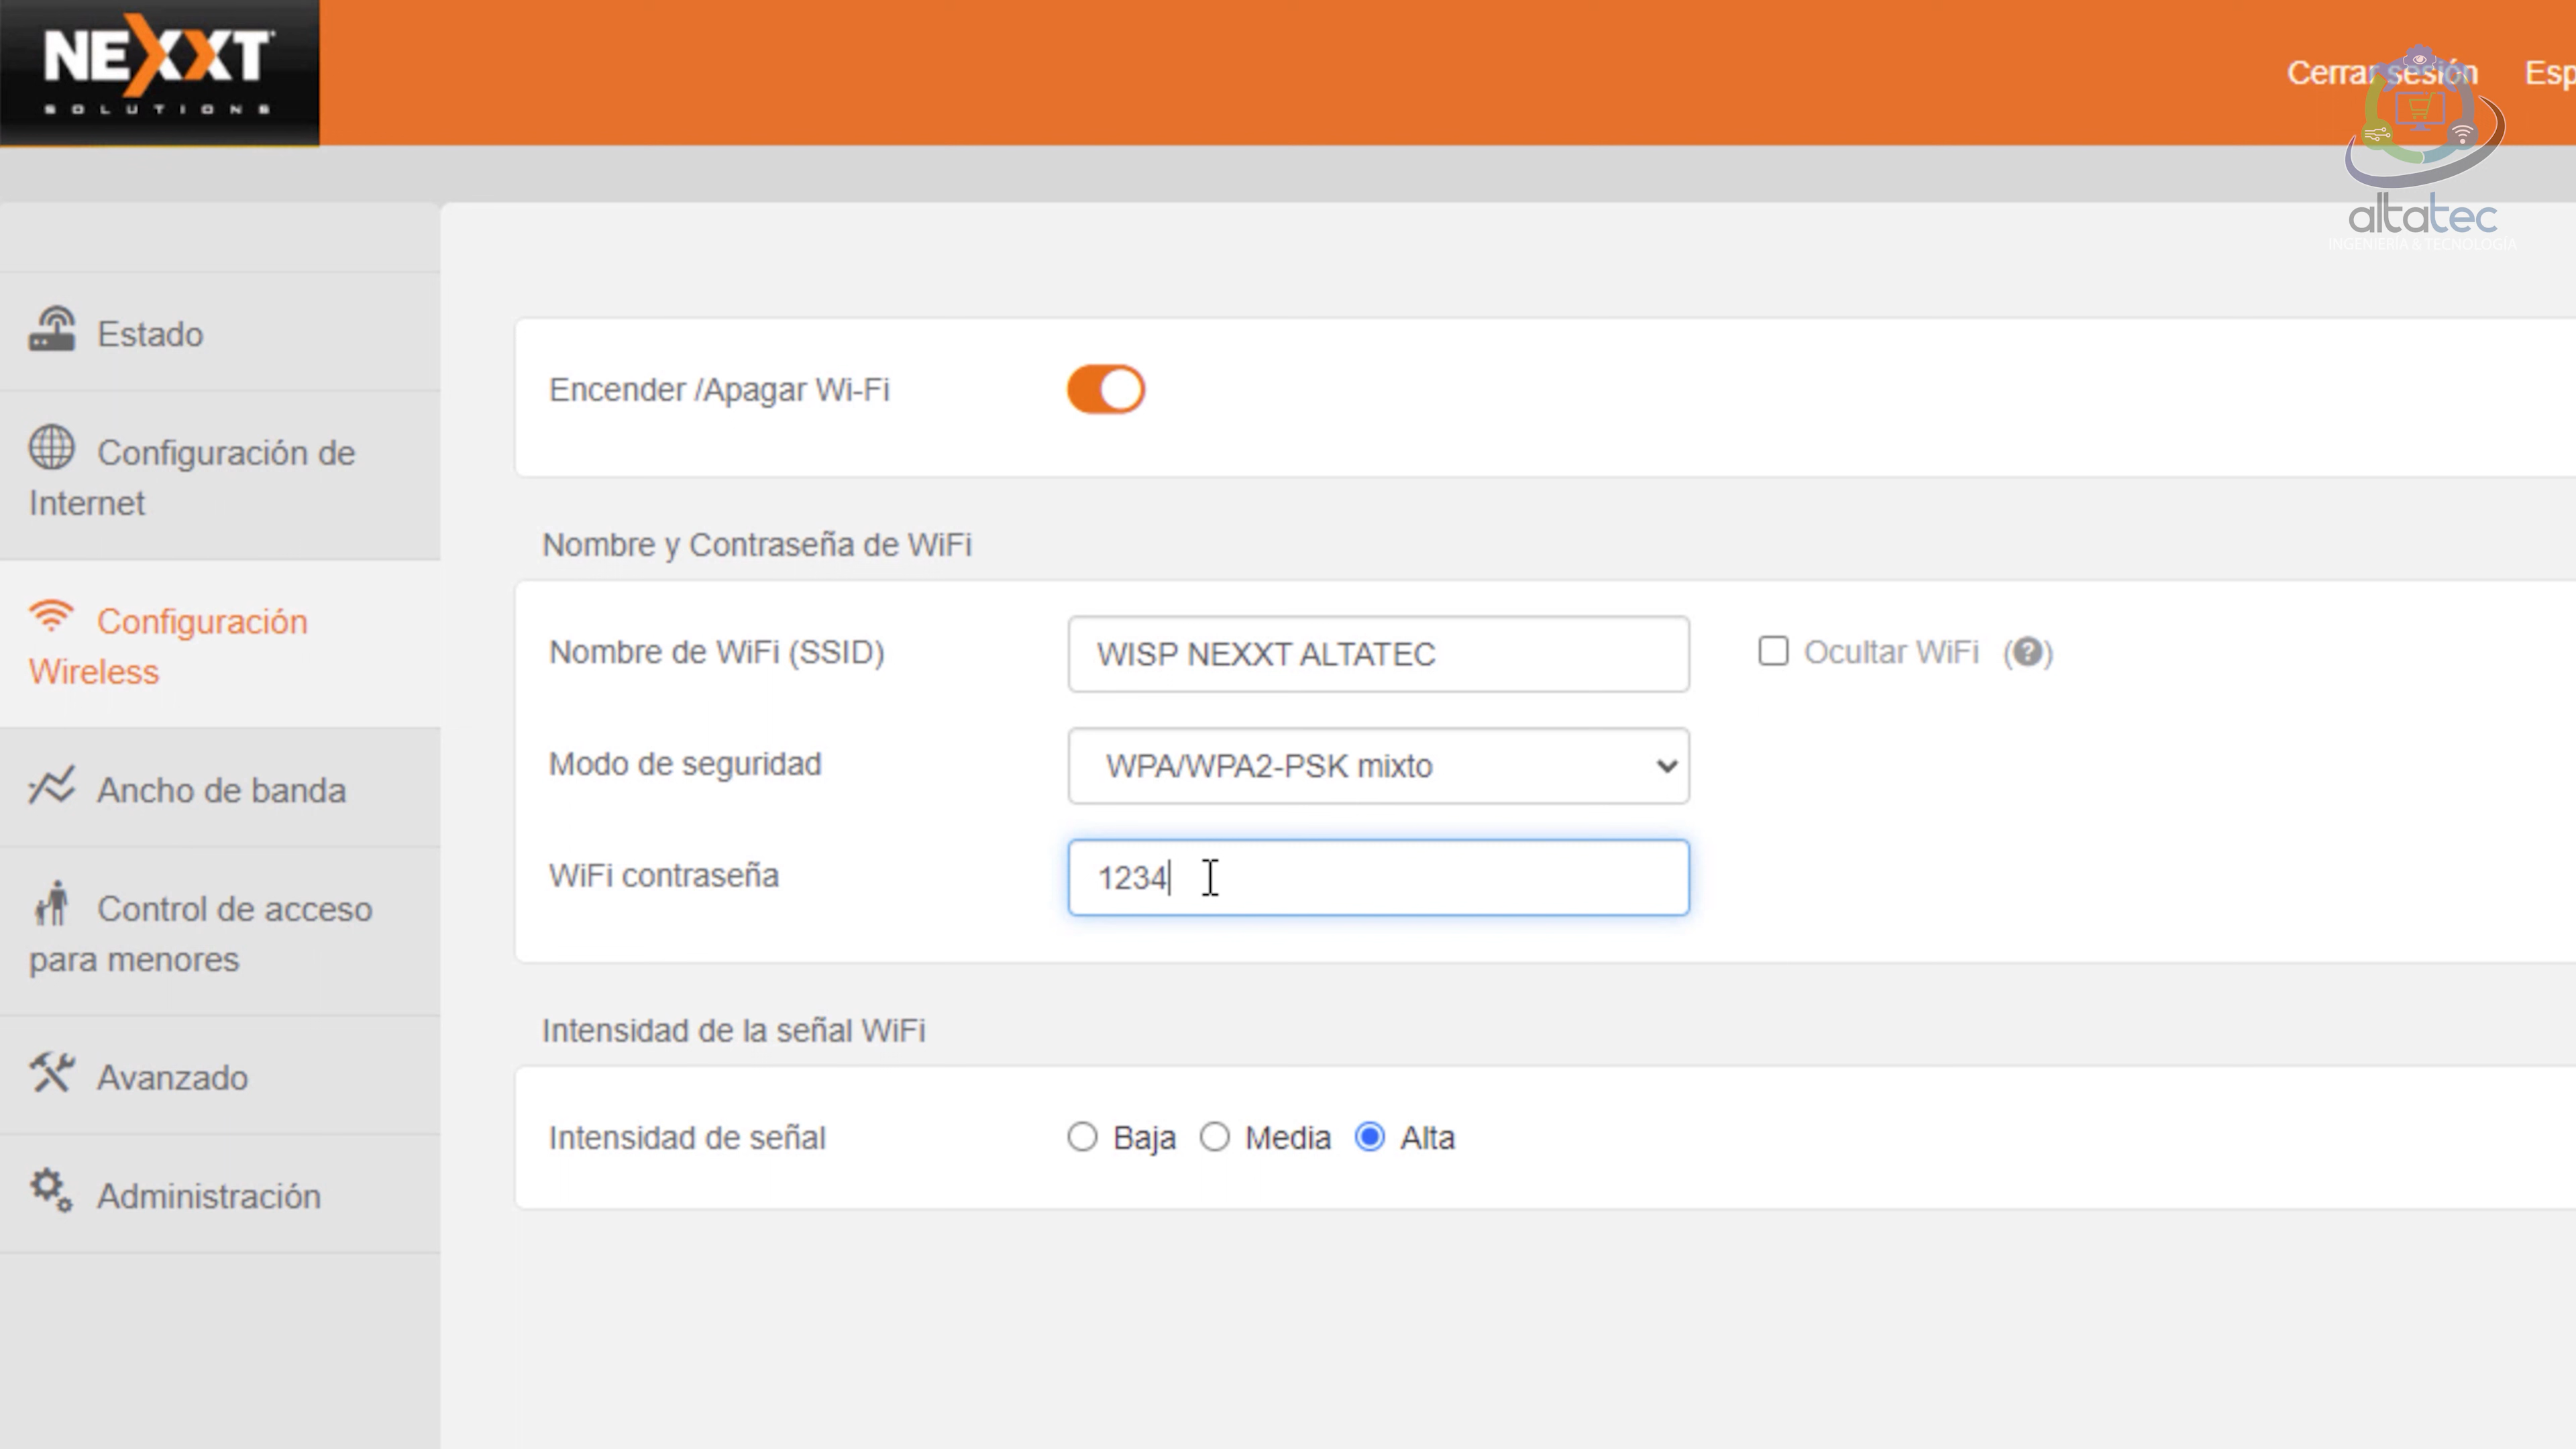 NEXXT
SOLUTIONS
Cerrar sesión
Esp
altatec
INGENIERÍA & TECNOLOGÍA
Estado
Configuración de
Internet
Configuración
Wireless
Ancho de banda
Control de acceso
para menores
Avanzado
Administración
Encender /Apagar Wi-Fi
Nombre y Contraseña de WiFi
Nombre de WiFi (SSID)
WISP NEXXT ALTATEC
Ocultar WiFi (?)
Modo de seguridad
WPA/WPA2-PSK mixto
WiFi contraseña
1234
Intensidad de la señal WiFi
Intensidad de señal
Baja Media Alta